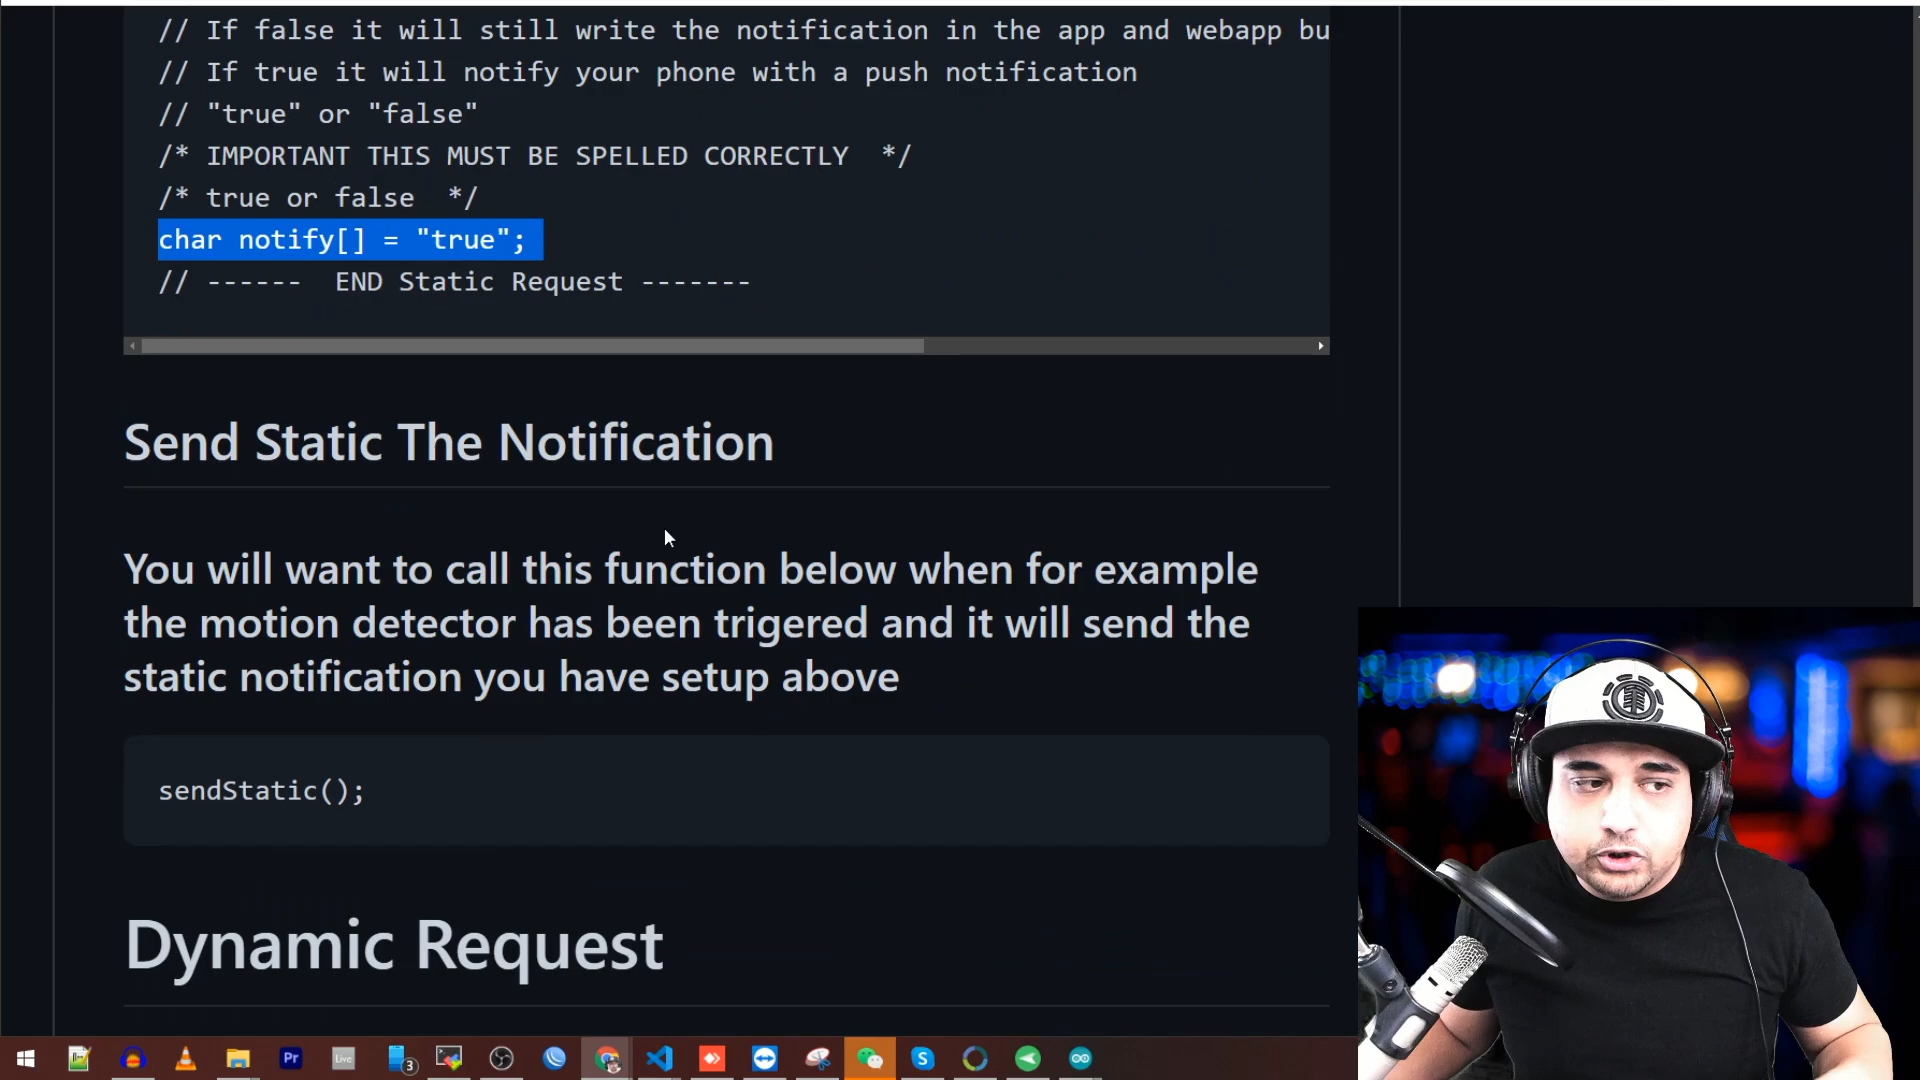 // If false it will still write the notification in the app and webapp bu
// If true it will notify your phone with a push notification
// "true" or "false"
/* IMPORTANT THIS MUST BE SPELLED CORRECTLY  */
/* true or false  */
char notify[] = "true";
// ------  END Static Request -------
Send Static The Notification
You will want to call this function below when for example
the motion detector has been trigered and it will send the
static notification you have setup above
sendStatic();
Dynamic Request
Pr
Live
3
S